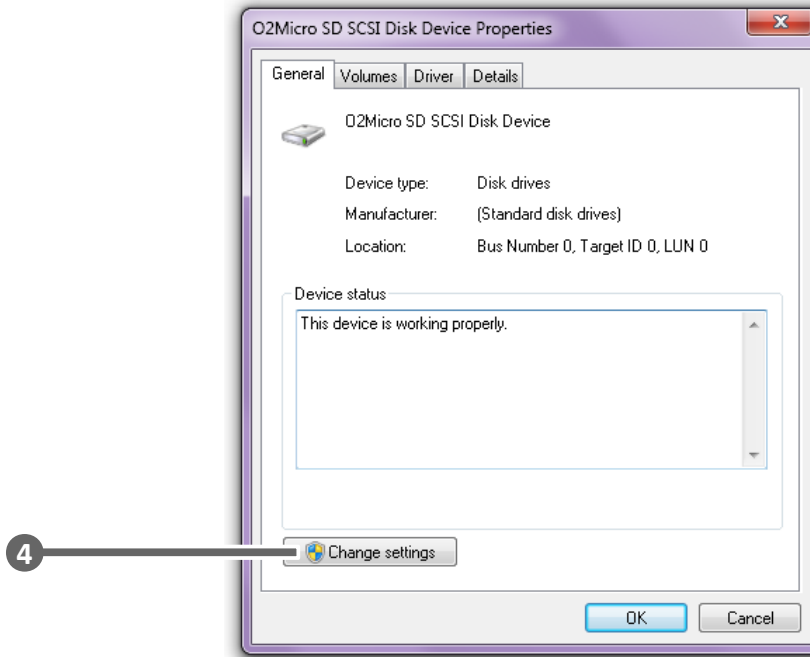 O2Micro SD SCSI Disk Device Properties
General Volumes Driver Details
O2Micro SD SCSI Disk Device
Device type: Disk drives
Manufacturer: (Standard disk drives)
Location: Bus Number 0, Target ID 0, LUN 0
Device status
This device is working properly.
4 Change settings
OK Cancel